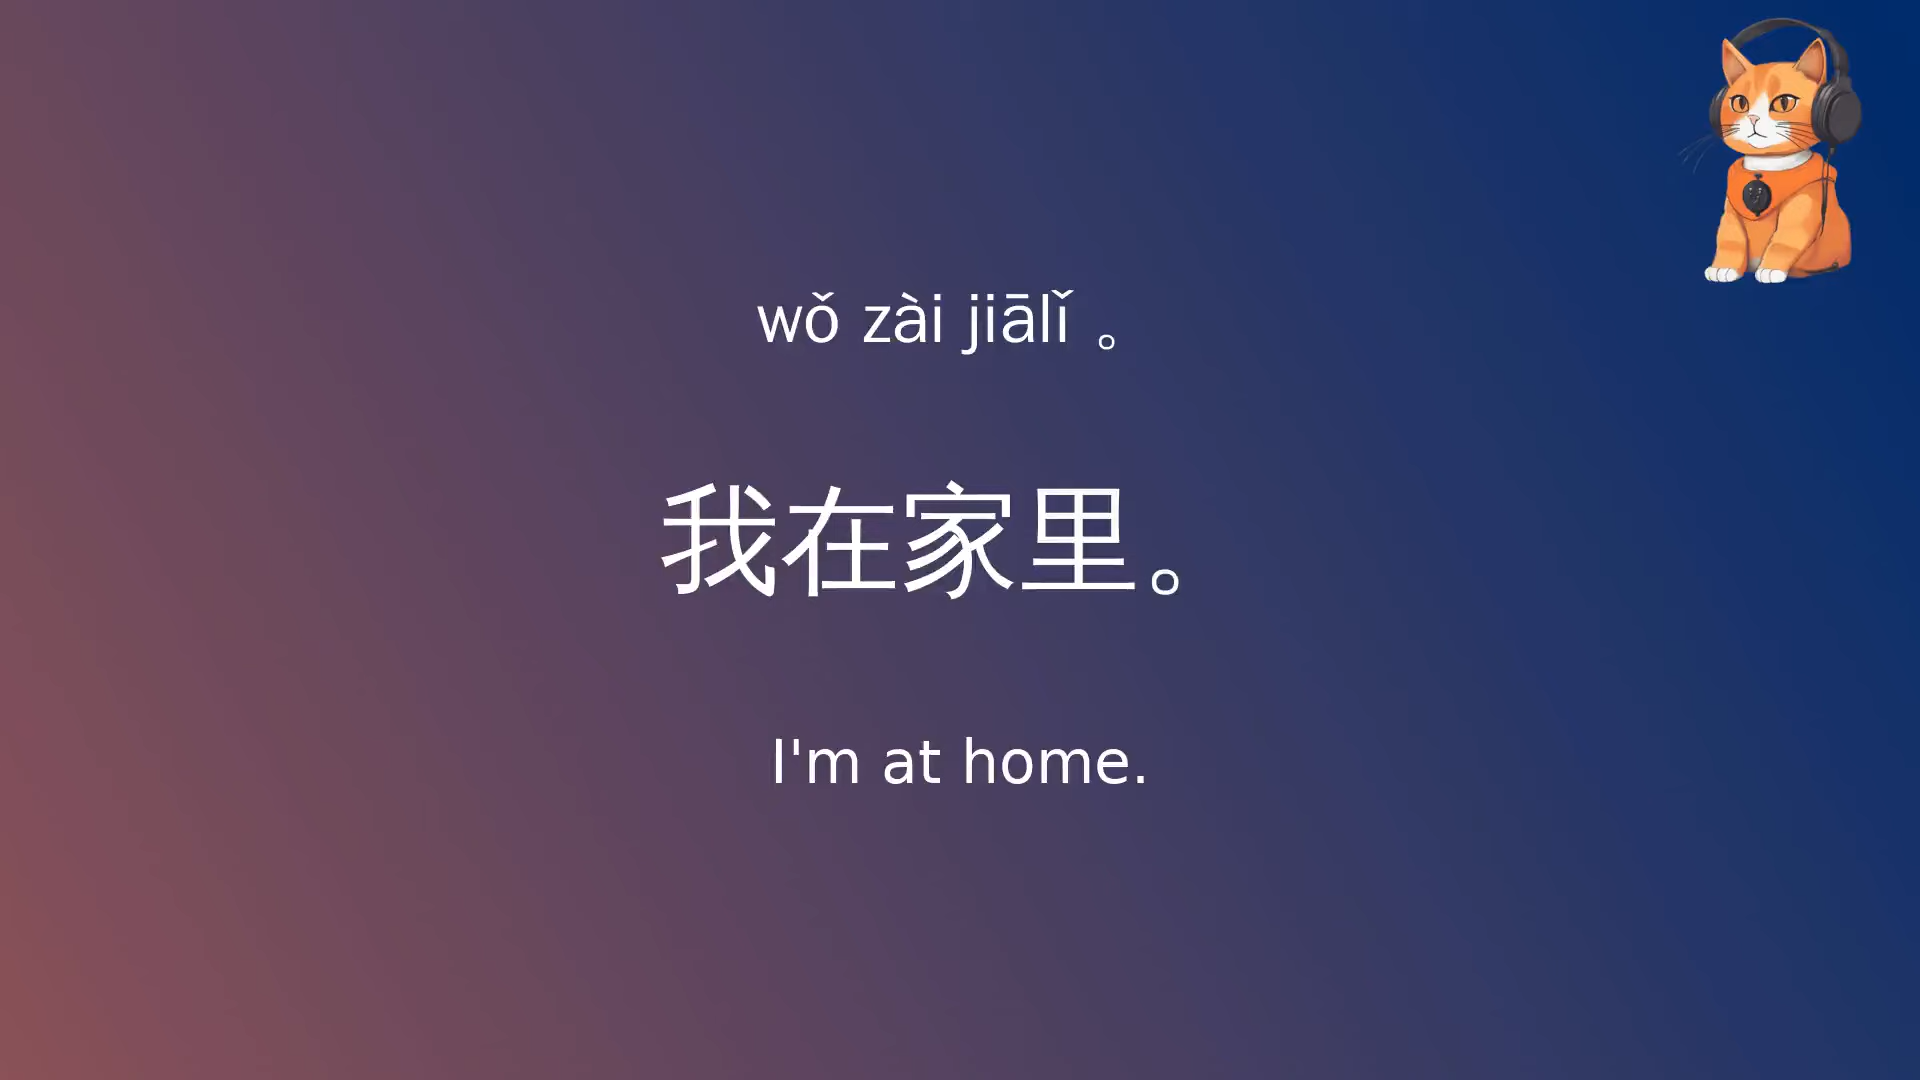 wǒ zài jiālǐ 。
我在家里。
I'm at home.